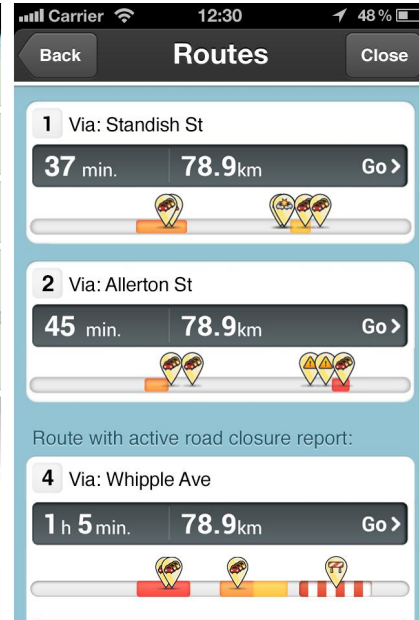 Carrier 12:30 48 %
Back Routes Close
1 Via: Standish St
37 min. 78.9km Go
2 Via: Allerton St
45 min. 78.9km Go
Route with active road closure report:
4 Via: Whipple Ave
1 h 5 min. 78.9km Go